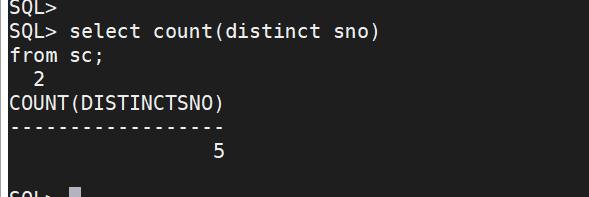 SQL>
SQL> select count(distinct sno)
from sc;
  2
COUNT(DISTINCTSNO)
------------------
                 5
SQL>